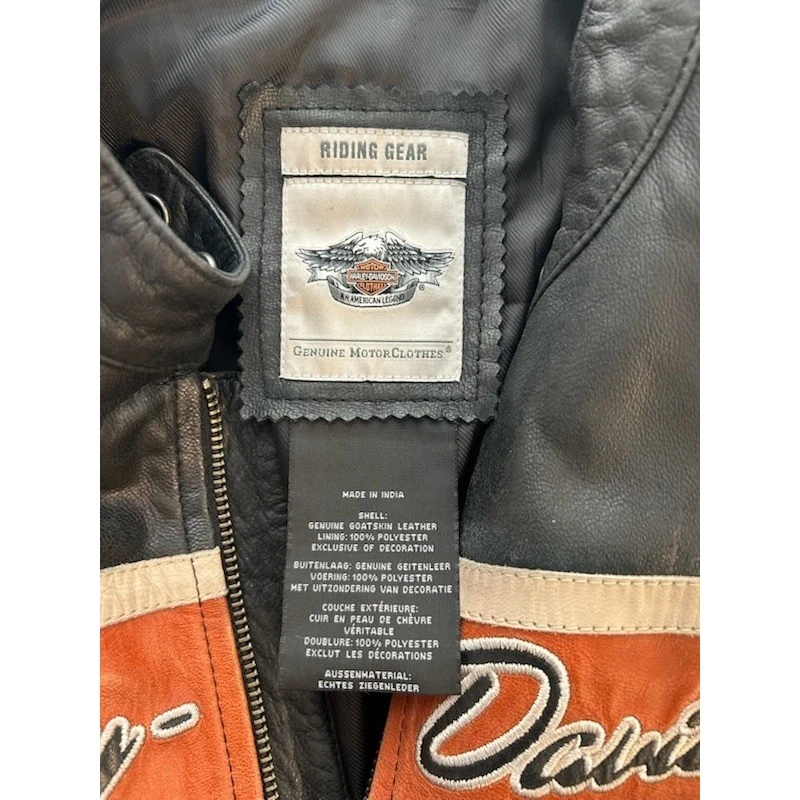 RIDING GEAR
MOTOR
HARLEY-DAVIDSON
CLOTHES
AN AMERICAN LEGEND
®
GENUINE MOTORCLOTHES®
MADE IN INDIA
SHELL:
GENUINE GOATSKIN LEATHER
LINING: 100% POLYESTER
EXCLUSIVE OF DECORATION
BUITENLAAG: GENUINE GEITENLEER
VOERING: 100% POLYESTER
MET UITZONDERING VAN DECORATIE
COUCHE EXTÉRIEURE:
CUIR EN PEAU DE CHÈVRE
VÉRITABLE
DOUBLURE: 100% POLYESTER
EXCLUT LES DÉCORATIONS
AUSSENMATERIAL:
ECHTES ZIEGENLEDER
y-
Davi